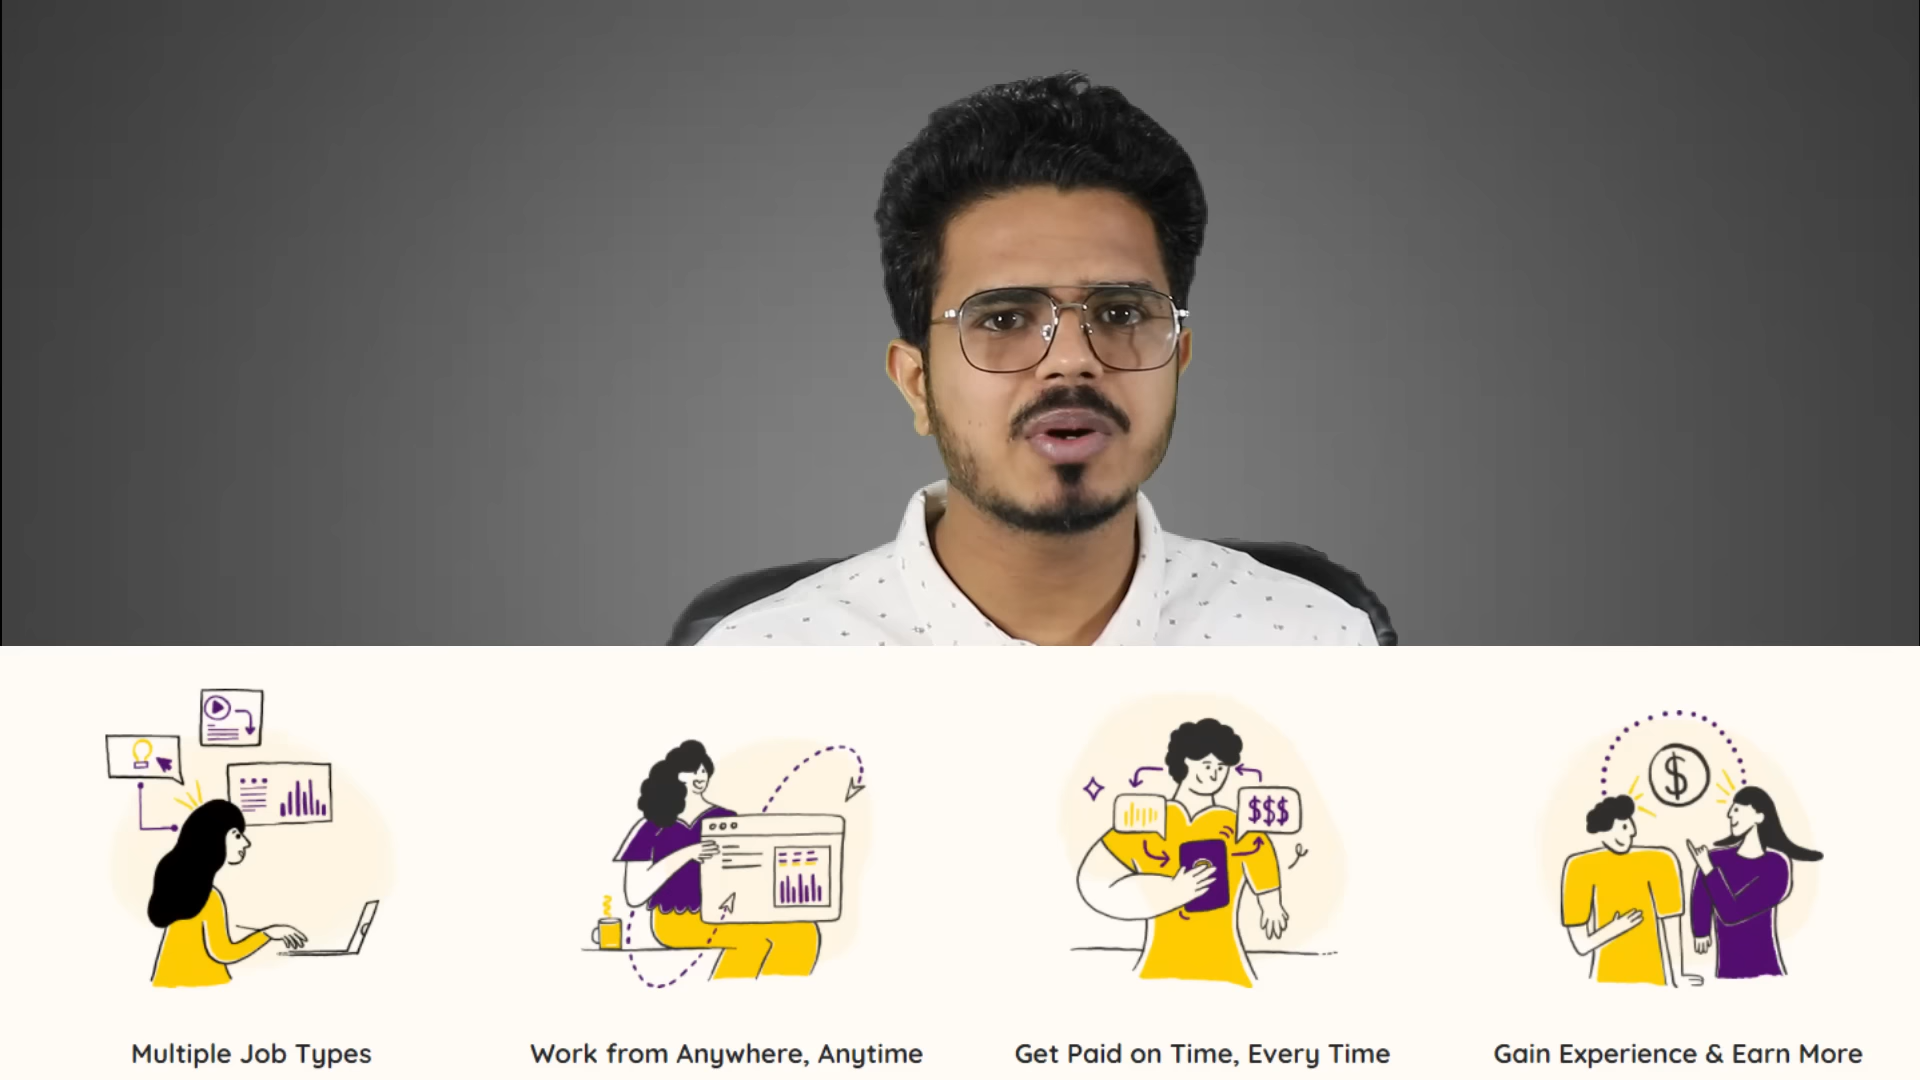 $$$
$
Multiple Job Types
Work from Anywhere, Anytime
Get Paid on Time, Every Time
Gain Experience & Earn More